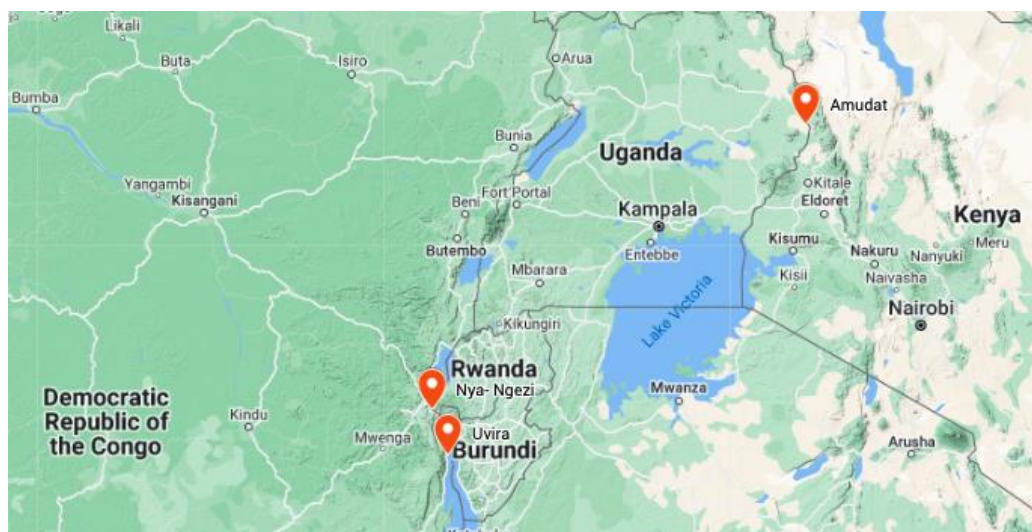 Likali
Buta
Isiro
Arua
Bumba
Amudat
Bunia
Uganda
Yangambi
Kisangani
Beni
Fort Portal
Kitale
Eldoret
Kampala
Kenya
Butembo
Entebbe
Kisumu
Nakuru
Meru
Nanyuki
Mbarara
Kisii
Naivasha
Lake Victoria
Nairobi
Kikungiri
Rwanda
Nya- Ngezi
Mwanza
Democratic
Republic of
the Congo
Kindu
Mwenga
Uvira
Burundi
Arusha